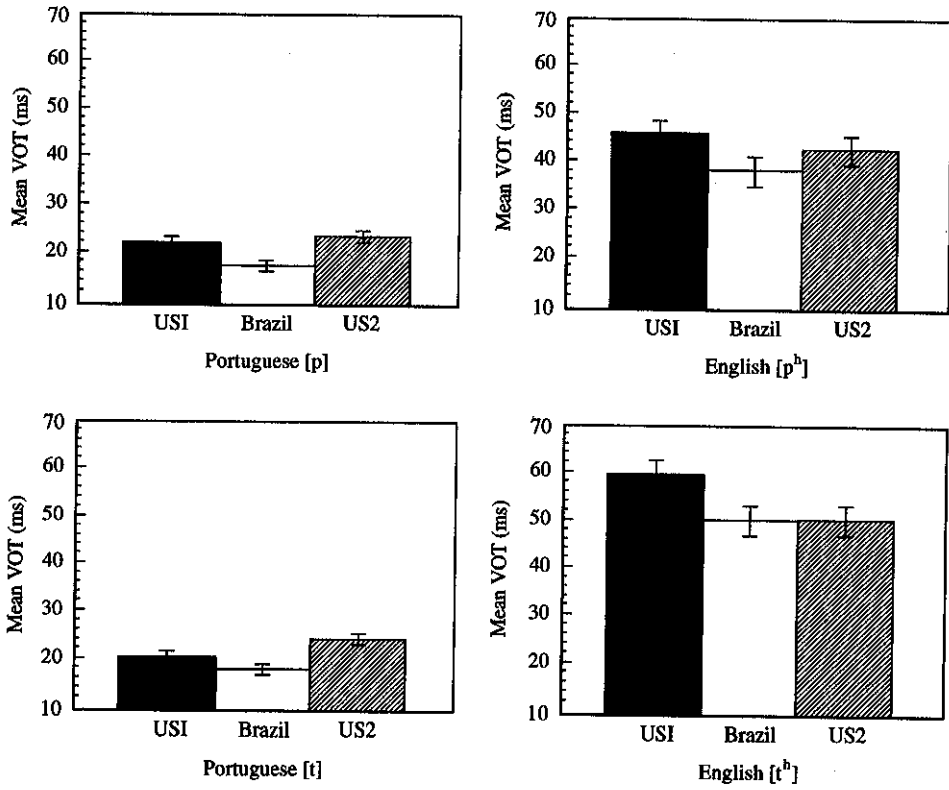 70
60
50
40
30
20
10
Mean VOT (ms)
USI Brazil US2
Portuguese [p]
70
60
50
40
30
20
10
Mean VOT (ms)
USI Brazil US2
English [pʰ]
70
60
50
40
30
20
10
Mean VOT (ms)
USI Brazil US2
Portuguese [t]
70
60
50
40
30
20
10
Mean VOT (ms)
USI Brazil US2
English [tʰ]